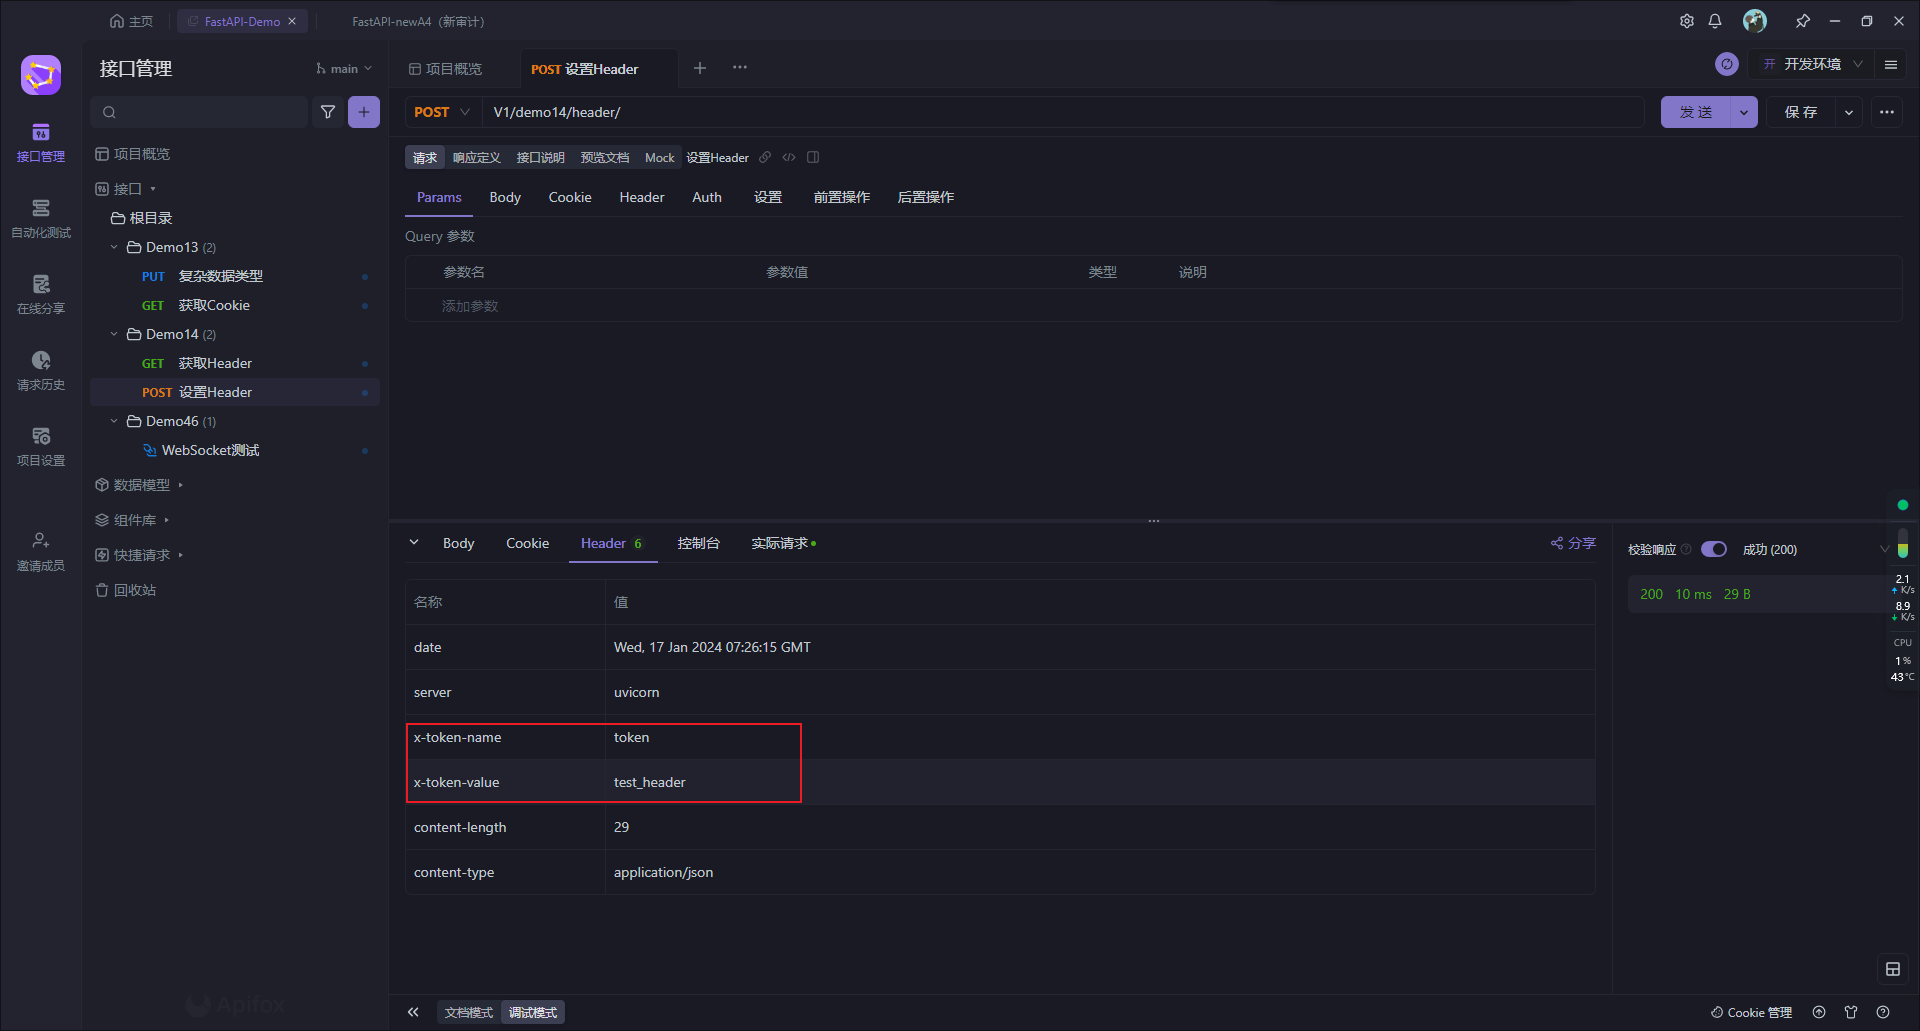 主页
FastAPI-Demo
FastAPI-newA4（新审计）
接口管理
main
项目概览
POST 设置Header
开 开发环境
POST
V1/demo14/header/
发 送
保 存
接口管理
自动化测试
在线分享
请求历史
项目设置
邀请成员
项目概览
接口
根目录
Demo13 (2)
PUT 复杂数据类型
GET 获取Cookie
Demo14 (2)
GET 获取Header
POST 设置Header
Demo46 (1)
WebSocket测试
数据模型
组件库
快捷请求
回收站
Apifox
请求 响应定义 接口说明 预览文档 Mock 设置Header
Params Body Cookie Header Auth 设置 前置操作 后置操作
Query 参数
参数名 参数值 类型 说明
添加参数
Body Cookie Header 6 控制台 实际请求
分享
名称 值
date Wed, 17 Jan 2024 07:26:15 GMT
server uvicorn
x-token-name token
x-token-value test_header
content-length 29
content-type application/json
校验响应 成功 (200)
200 10 ms 29 B
2.1
K/s
8.9
K/s
CPU
1%
43°C
文档模式 调试模式
Cookie 管理